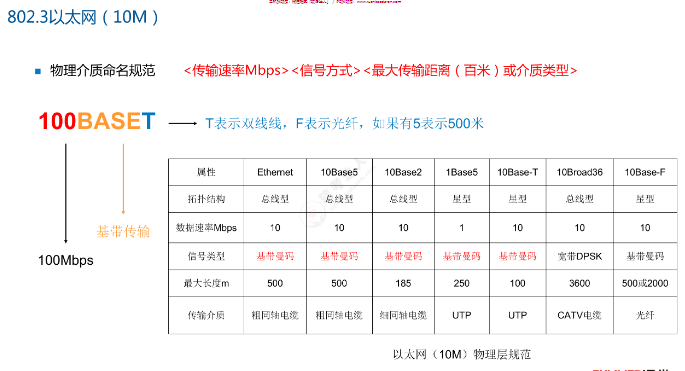 802.3以太网（10M）
物理介质命名规范 <传输速率Mbps><信号方式><最大传输距离（百米）或介质类型>
100BASET T表示双线线，F表示光纤，如果有5表示500米
基带传输
100Mbps
属性 Ethernet 10Base5 10Base2 1Base5 10Base-T 10Broad36 10Base-F
拓扑结构 总线型 总线型 总线型 星型 星型 总线型 星型
数据速率Mbps 10 10 10 1 10 10 10
信号类型 基带曼码 基带曼码 基带曼码 基带曼码 基带曼码 宽带DPSK 基带曼码
最大长度m 500 500 185 250 100 3600 500或2000
传输介质 粗同轴电缆 粗同轴电缆 细同轴电缆 UTP UTP CATV电缆 光纤
以太网（10M）物理层规范